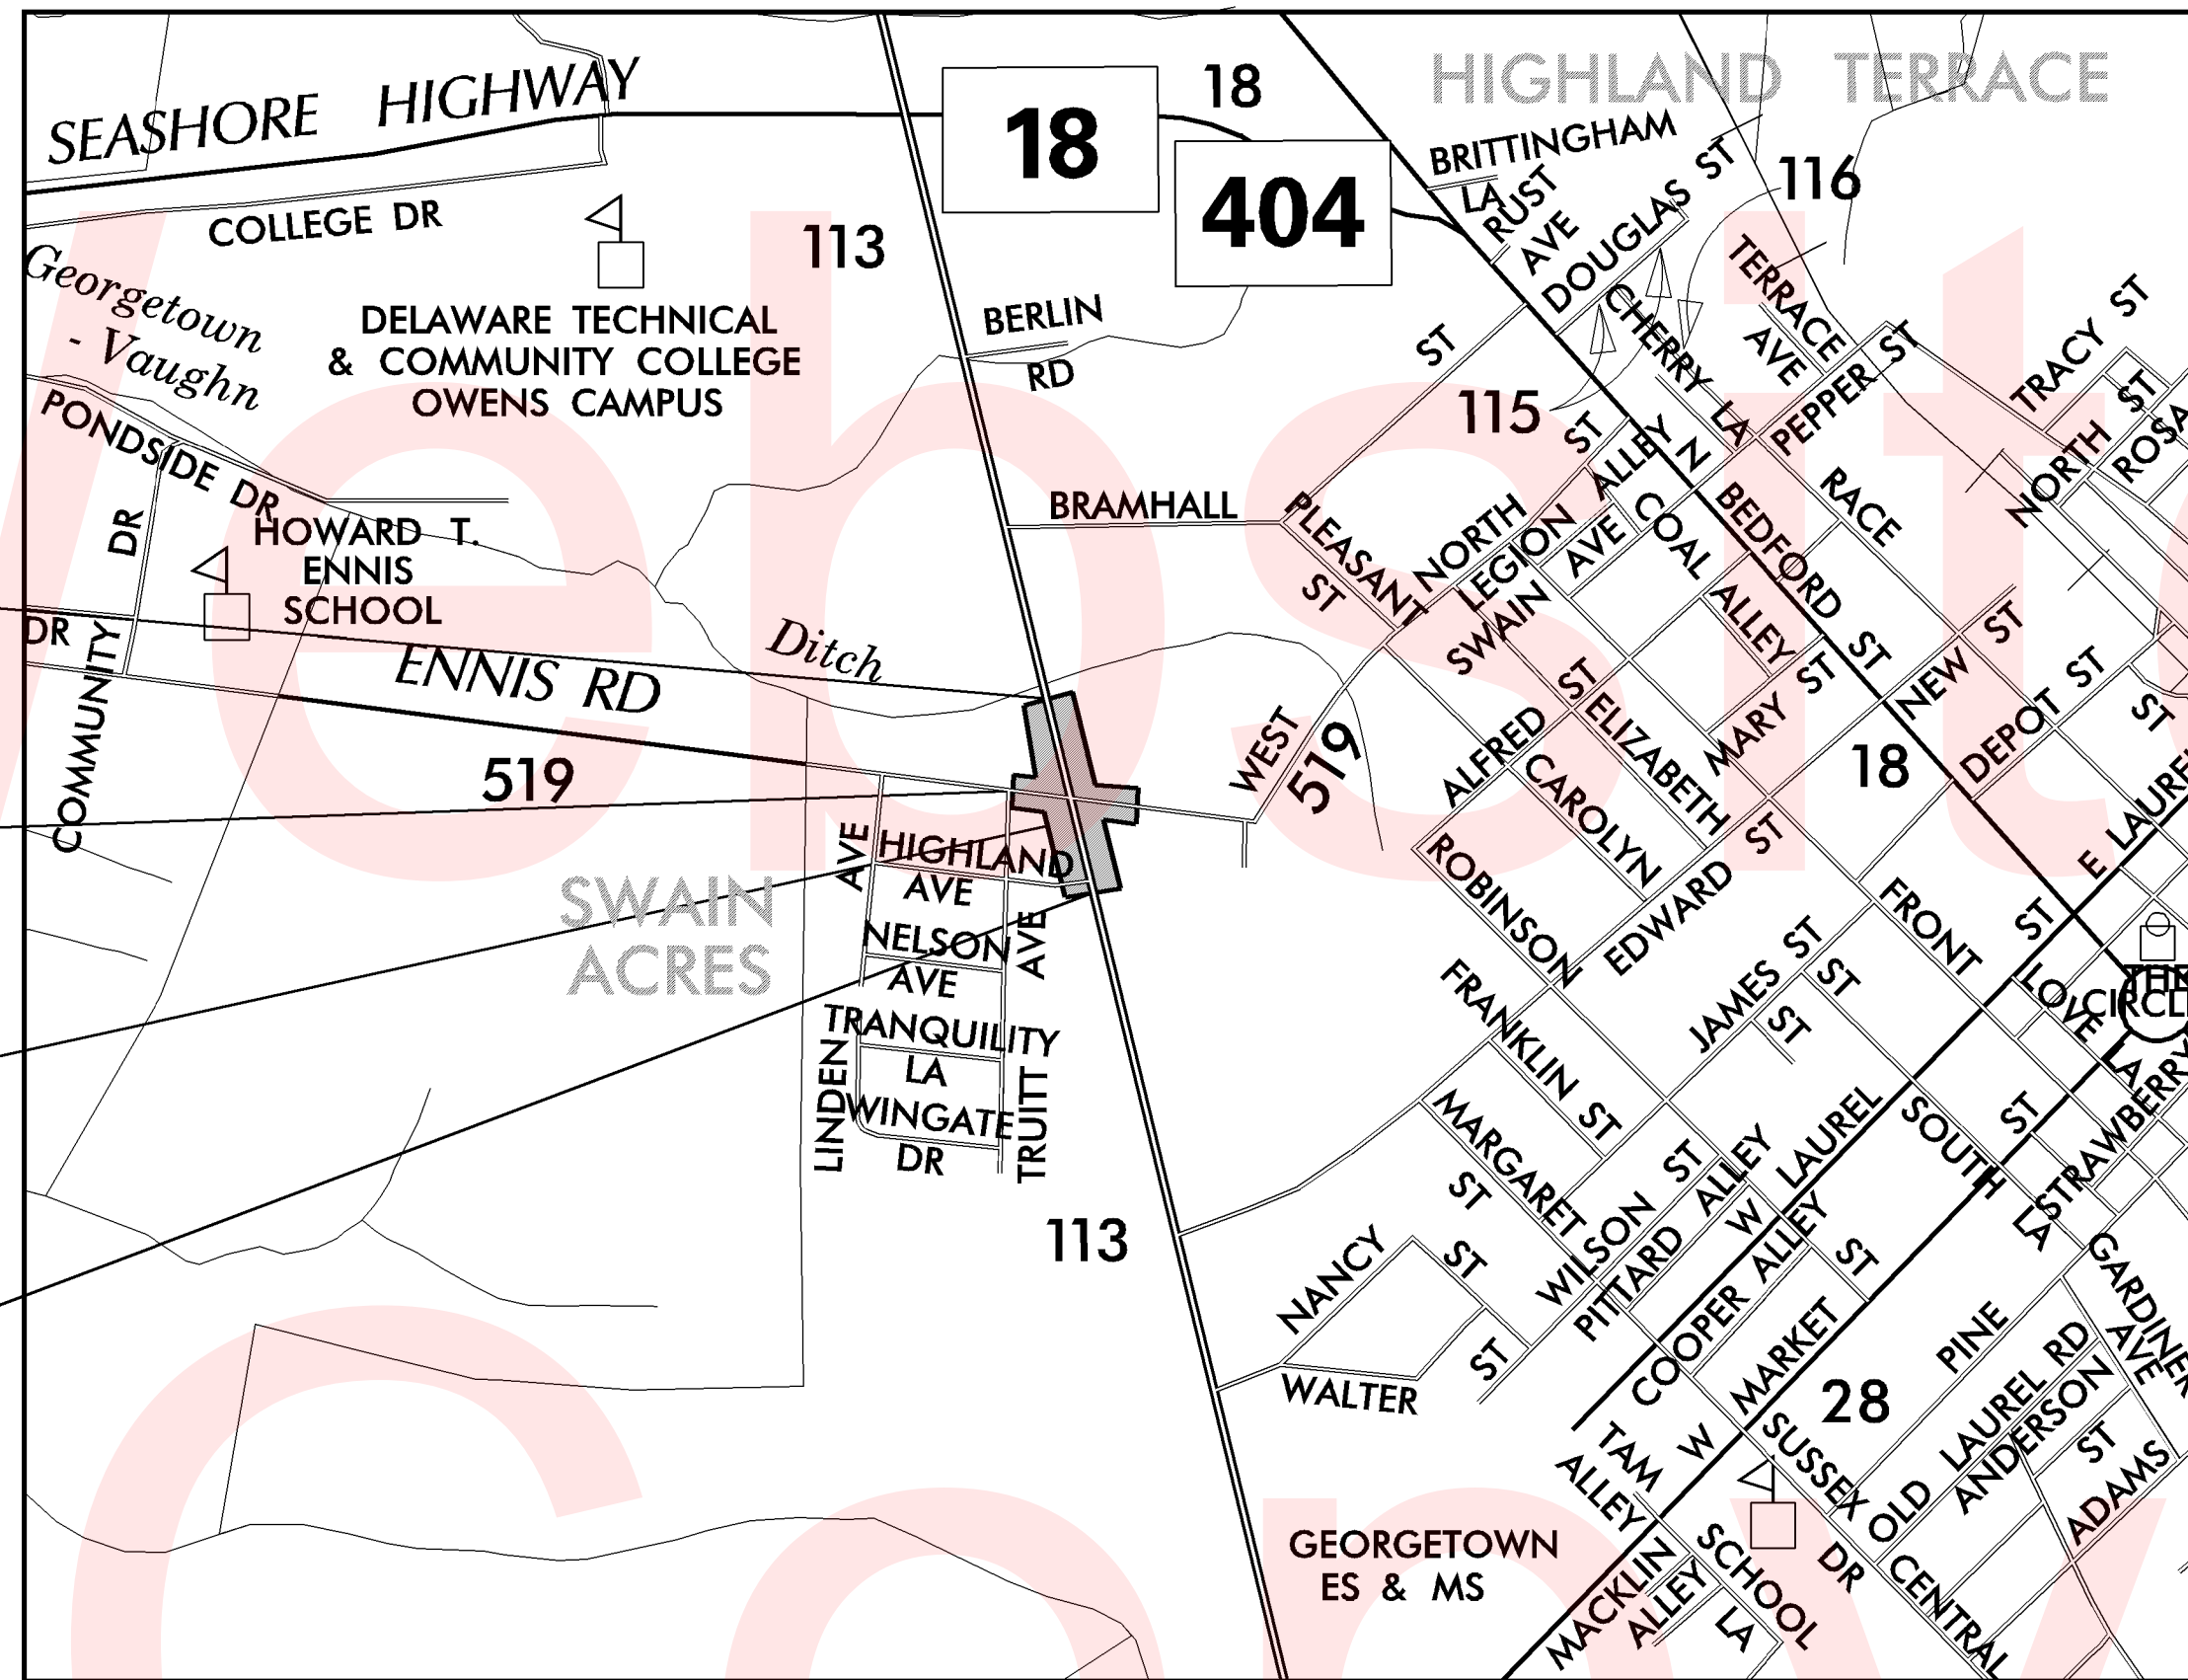 SEASHORE HIGHWAY
18
18
404
HIGHLAND TERRACE
BRITTINGHAM
LA
RUST
AVE
DOUGLAS ST
116
COLLEGE DR
113
Georgetown
- Vaughn
DELAWARE TECHNICAL
& COMMUNITY COLLEGE
OWENS CAMPUS
BERLIN
RD
ST
115
CHERRY LA
TERRACE
AVE
PEPPER ST
TRACY ST
NORTH ST
PONDSIDE DR
DR
HOWARD T.
ENNIS
SCHOOL
BRAMHALL
PLEASANT
ST
NORTH ST
LEGION ALLEY
SWAIN AVE
COAL ALLEY
N BEDFORD ST
RACE
ST
NEW ST
DEPOT ST
ST
DR
COMMUNITY
ENNIS RD
Ditch
519
WEST
519
ALFRED ST
ELIZABETH
MARY ST
CAROLYN
18
ROBINSON
EDWARD ST
FRONT
E LAUREL
ST
SWAIN
ACRES
AVE
HIGHLAND
AVE
NELSON
AVE
AVE
TRANQUILITY
LA
WINGATE
DR
LINDEN
TRUITT
113
FRANKLIN ST
JAMES ST
ST
ST
LOVE LA
THE
CIRCLE
STRAWBERRY
LA
MARGARET
ST
WILSON ST
PITTARD ALLEY
W LAUREL
SOUTH
ST
NANCY
ST
ST
WALTER
COOPER ALLEY
ST
W MARKET
28
PINE
GARDINER
AVE
OLD LAUREL RD
ANDERSON
ST
ADAMS
TAM
ALLEY
SUSSEX
DR
GEORGETOWN
ES & MS
MACKLIN
ALLEY
SCHOOL
LA
CENTRAL